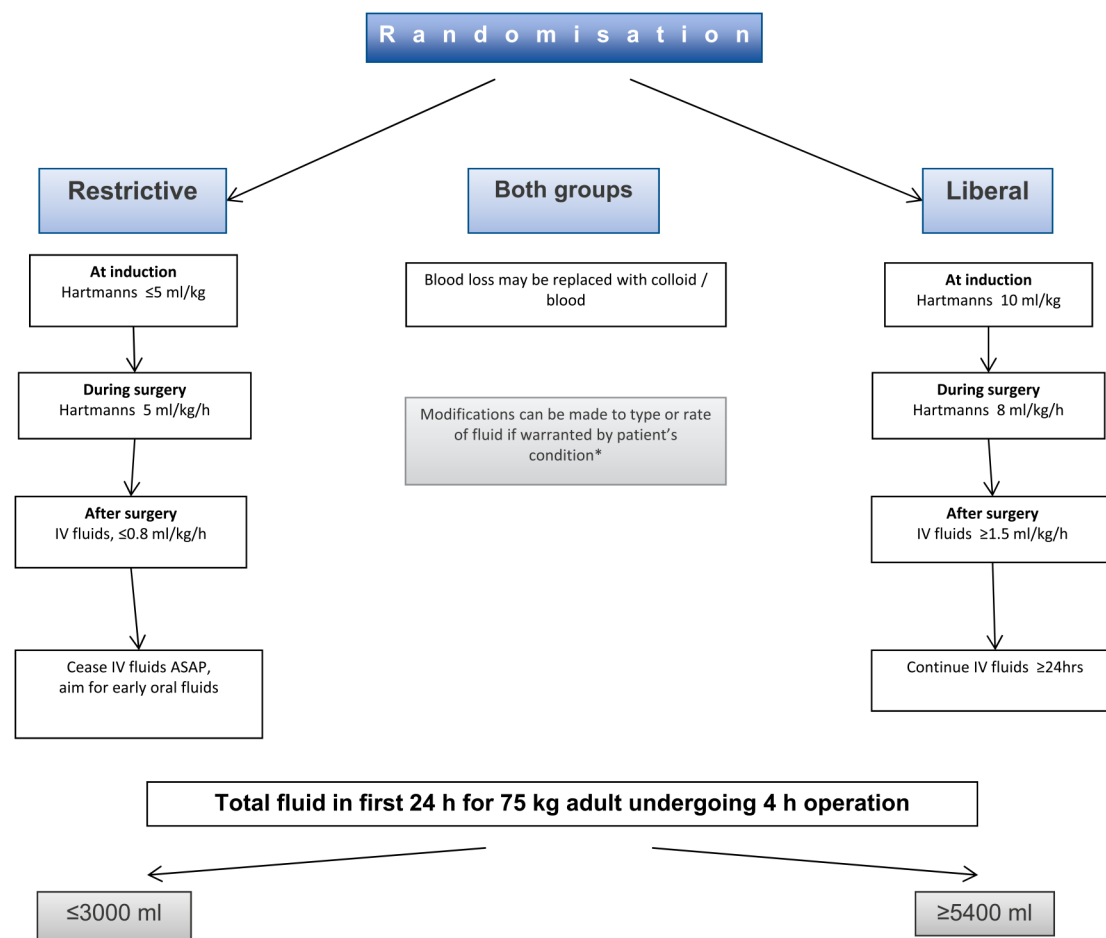 Randomisation
Restrictive
Both groups
Liberal
At induction
Hartmanns ≤5 ml/kg
Blood loss may be replaced with colloid /
blood
At induction
Hartmanns 10 ml/kg
During surgery
Hartmanns 5 ml/kg/h
Modifications can be made to type or rate
of fluid if warranted by patient’s
condition*
During surgery
Hartmanns 8 ml/kg/h
After surgery
IV fluids, ≤0.8 ml/kg/h
After surgery
IV fluids ≥1.5 ml/kg/h
Cease IV fluids ASAP,
aim for early oral fluids
Continue IV fluids ≥24hrs
Total fluid in first 24 h for 75 kg adult undergoing 4 h operation
≤3000 ml
≥5400 ml